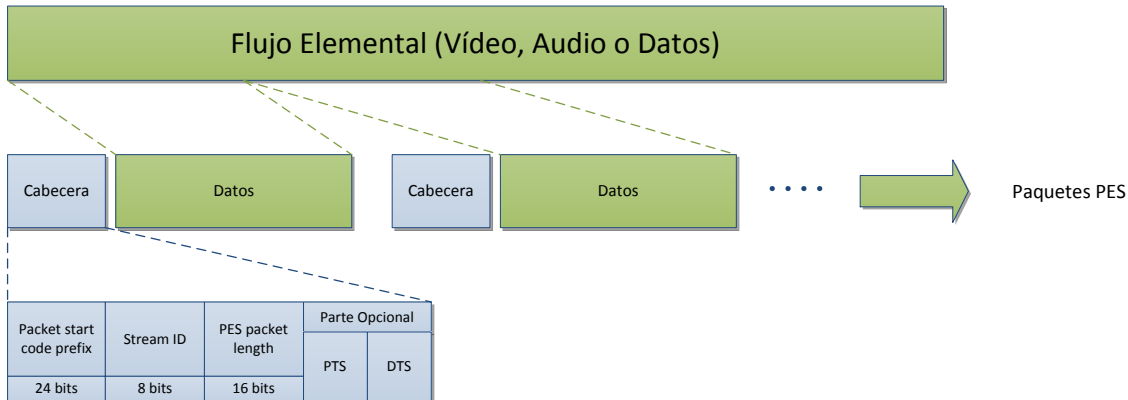 Flujo Elemental (Vídeo, Audio o Datos)
Cabecera
Datos
Cabecera
Datos
Paquetes PES
Packet start
code prefix
Stream ID
PES packet
length
Parte Opcional
PTS
DTS
24 bits
8 bits
16 bits